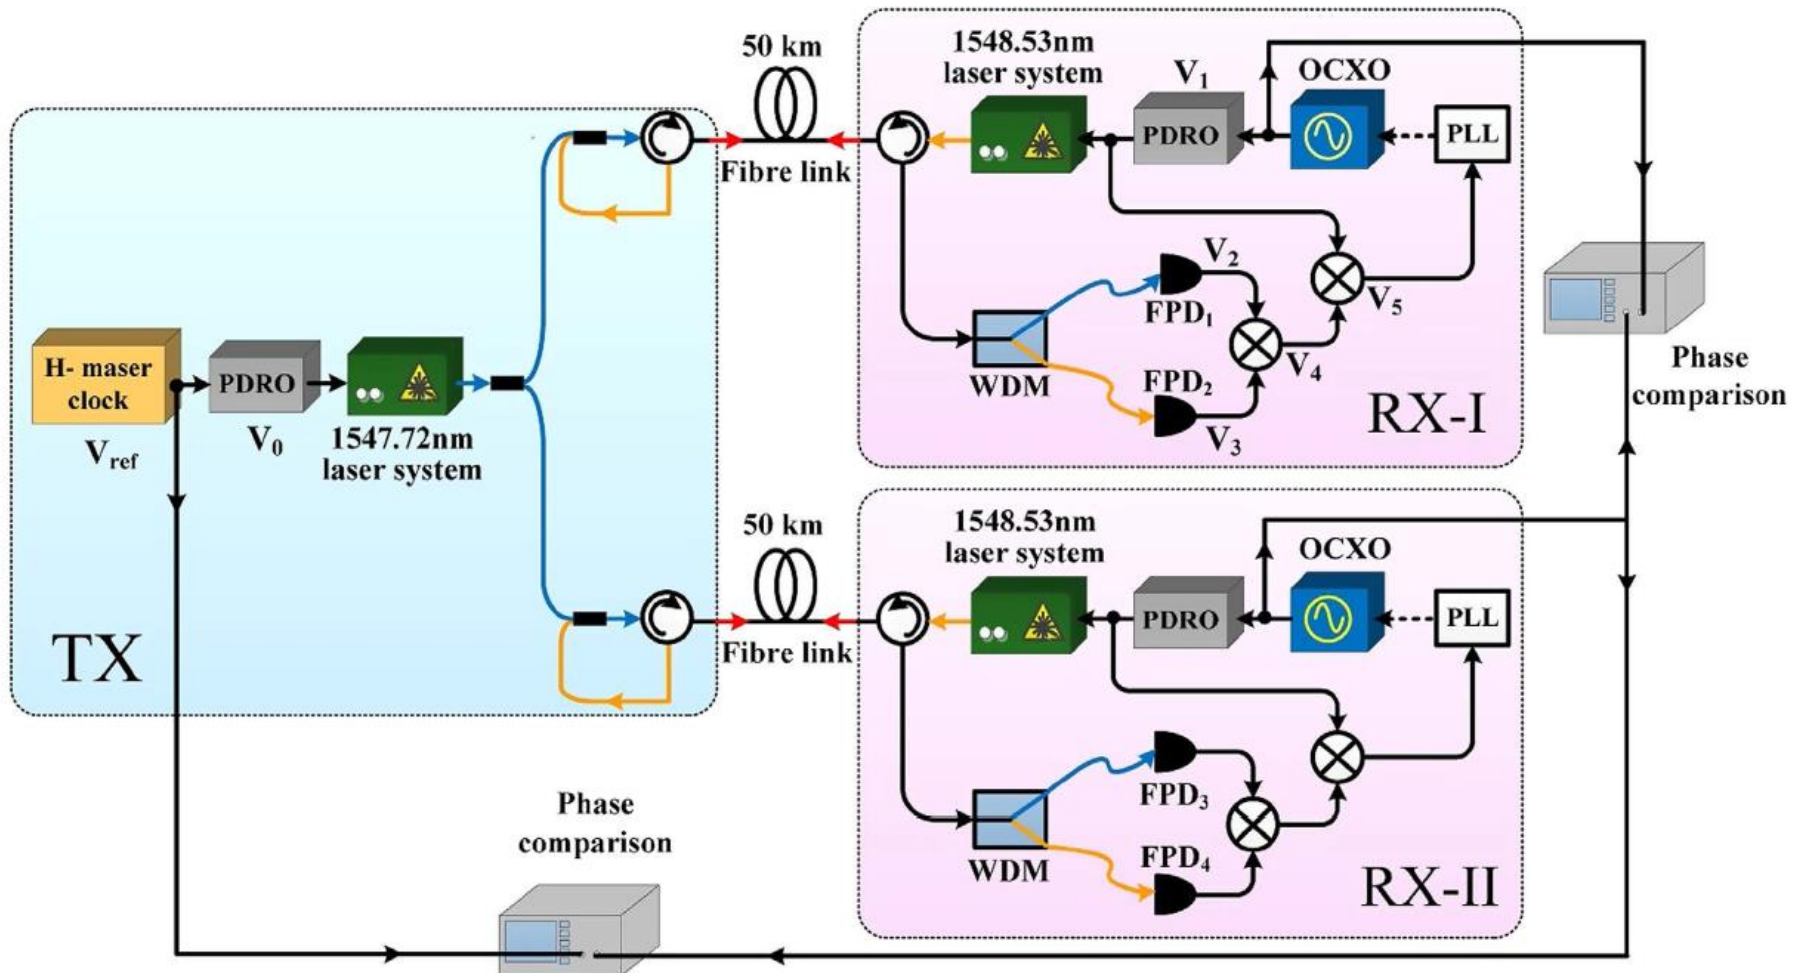 50 km
Fibre link
1548.53nm
laser system
V1
PDRO
OCXO
PLL
V2
FPD1
V5
WDM
V4
FPD2
V3
RX-I
Phase
comparison
H- maser
clock
Vref
PDRO
V0
1547.72nm
laser system
TX
50 km
Fibre link
1548.53nm
laser system
PDRO
OCXO
PLL
FPD3
WDM
FPD4
RX-II
Phase
comparison